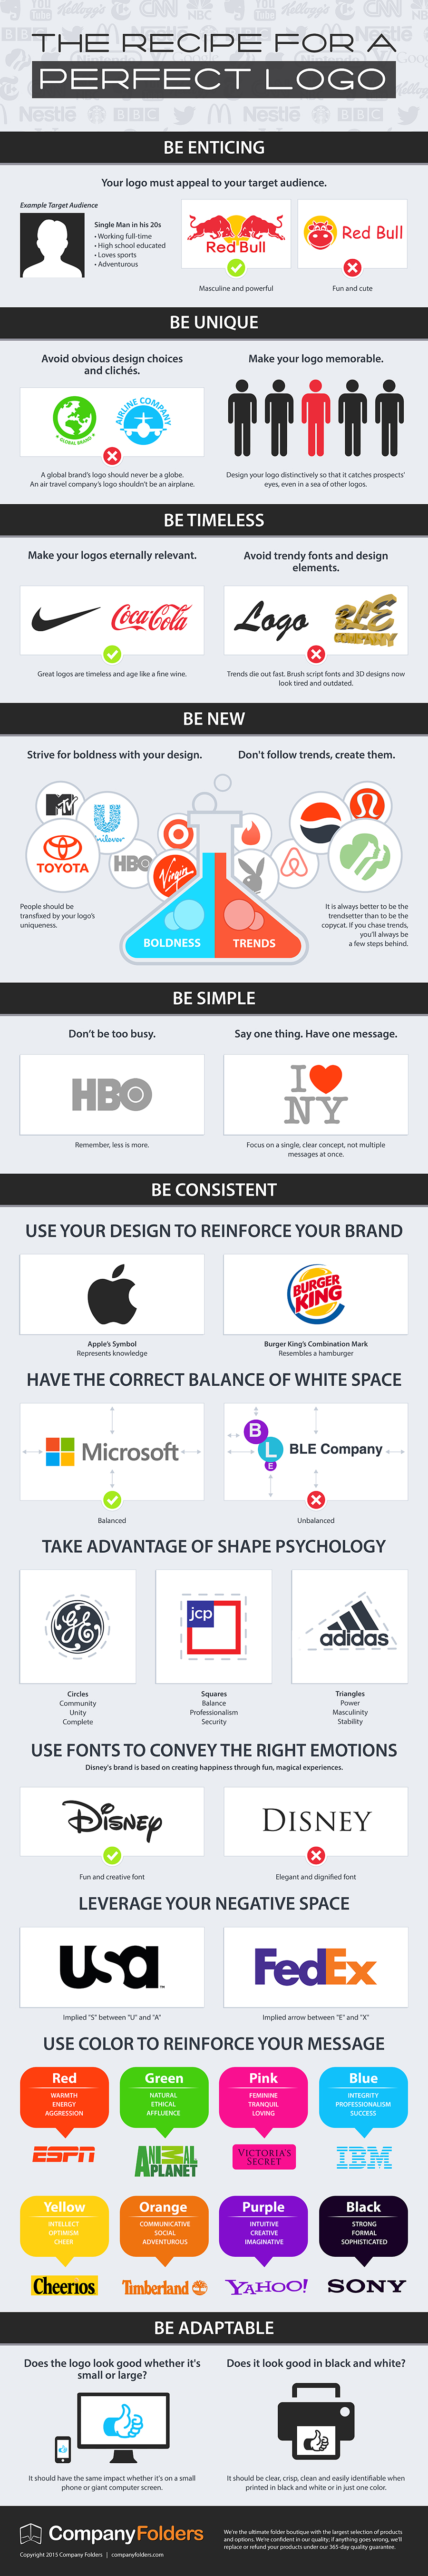 You Tube
Kellogg's
CNN
NBC
BBC
Nintendo
Nestlé
BBC
Nestlé
BBC
THE RECIPE FOR A
PERFECT LOGO
BE ENTICING
Your logo must appeal to your target audience.
Example Target Audience
Single Man in his 20s
• Working full-time
• High school educated
• Loves sports
• Adventurous
Red Bull
Masculine and powerful
Red Bull
Fun and cute
BE UNIQUE
Avoid obvious design choices
and clichés.
GLOBAL BRAND
AIRLINE COMPANY
A global brand's logo should never be a globe.
An air travel company's logo shouldn't be an airplane.
Make your logo memorable.
Design your logo distinctively so that it catches prospects'
eyes, even in a sea of other logos.
BE TIMELESS
Make your logos eternally relevant.
Coca-Cola
Great logos are timeless and age like a fine wine.
Avoid trendy fonts and design
elements.
Logo
BLE
Trends die out fast. Brush script fonts and 3D designs now
look tired and outdated.
BE NEW
Strive for boldness with your design.
Don't follow trends, create them.
MTV
Unilever
TOYOTA
HBO
Virgin
BOLDNESS
TRENDS
People should be
transfixed by your logo's
uniqueness.
It is always better to be the
trendsetter than to be the
copycat. If you chase trends,
you'll always be
a few steps behind.
BE SIMPLE
Don't be too busy.
HBO
Remember, less is more.
Say one thing. Have one message.
I
NY
Focus on a single, clear concept, not multiple
messages at once.
BE CONSISTENT
USE YOUR DESIGN TO REINFORCE YOUR BRAND
Apple's Symbol
Represents knowledge
BURGER
KING
Burger King's Combination Mark
Resembles a hamburger
HAVE THE CORRECT BALANCE OF WHITE SPACE
Microsoft
Balanced
B
L
E
BLE Company
Unbalanced
TAKE ADVANTAGE OF SHAPE PSYCHOLOGY
GE
Circles
Community
Unity
Complete
jcp
Squares
Balance
Professionalism
Security
adidas
Triangles
Power
Masculinity
Stability
USE FONTS TO CONVEY THE RIGHT EMOTIONS
Disney's brand is based on creating happiness through fun, magical experiences.
Disney
Fun and creative font
DISNEY
Elegant and dignified font
LEVERAGE YOUR NEGATIVE SPACE
usa
Implied "S" between "U" and "A"
FedEx
Implied arrow between "E" and "X"
USE COLOR TO REINFORCE YOUR MESSAGE
Red
WARMTH
ENERGY
AGGRESSION
ESPN
Green
NATURAL
ETHICAL
AFFLUENCE
ANIMAL
PLANET
Pink
FEMININE
TRANQUIL
LOVING
VICTORIA'S
SECRET
Blue
INTEGRITY
PROFESSIONALISM
SUCCESS
IBM
Yellow
INTELLECT
OPTIMISM
CHEER
Cheerios
Orange
COMMUNICATIVE
SOCIAL
ADVENTUROUS
Timberland
Purple
INTUITIVE
CREATIVE
IMAGINATIVE
YAHOO!
Black
STRONG
FORMAL
SOPHISTICATED
SONY
BE ADAPTABLE
Does the logo look good whether it's
small or large?
It should have the same impact whether it's on a small
phone or giant computer screen.
Does it look good in black and white?
It should be clear, crisp, clean and easily identifiable when
printed in black and white or in just one color.
CompanyFolders
Copyright 2015 Company Folders | companyfolders.com
We're the ultimate folder boutique with the largest selection of products
and options. We're confident in our quality; if anything goes wrong, we'll
replace or refund your products under our 365-day quality guarantee.